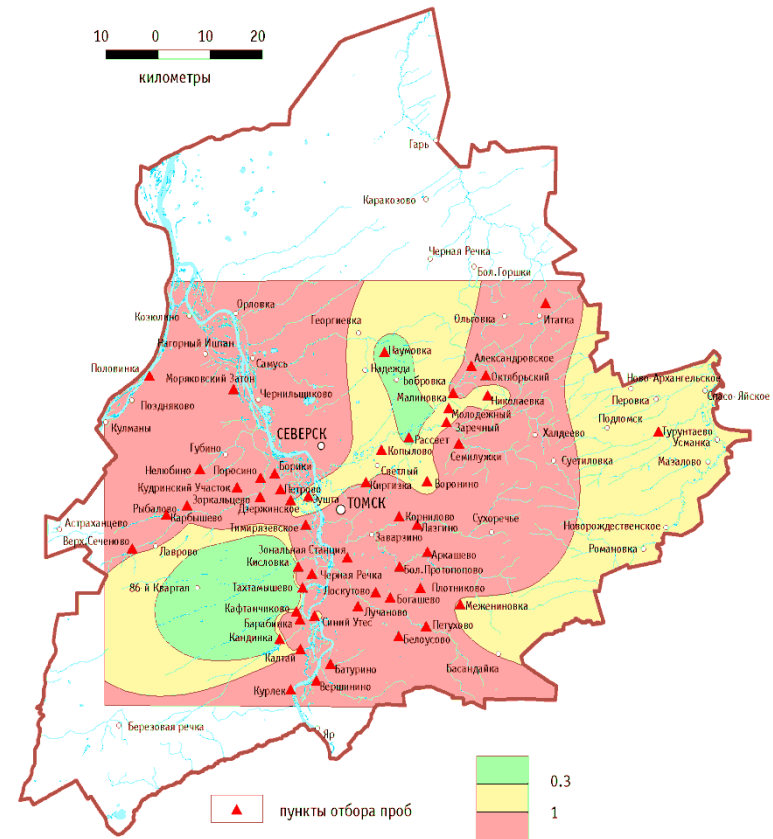 10 0 10 20
километры
Гарь
Каракозово
Черная Речка
Бол.Горшки
Козюлино
Орловка
Георгиевка
Ольговка
Итатка
Нагорный Иштан
Самусь
Наумовка
Александровское
Половинка
Моряковский Затон
Надежда
Октябрьский
Бобровка
Ново-Архангельское
Спасо-Яйское
Чернильщиково
Малиновка
Николаевка
Перовка
Поздняково
Молодежный
Подломск
Кулманы
Заречный
СЕВЕРСК
Рассвет
Халдеево
Турунтаево
Усманка
Губино
Копылово
Семилужки
Светлый
Суетиловка
Мазалово
Нелюбино
Поросино
Борики
Кудринский Участок
Петрово
Киргизка
Воронино
Зоркальцево
Эушта
Рыбалово
Дзержинское
ТОМСК
Карбышево
Корнилово
Астраханцево
Тимирязевское
Лазгино
Сухоречье
Новорождественское
Заварзино
Верх.Сеченово
Лаврово
Зональная Станция
Аркашево
Романовка
Кисловка
Бол.Протопопово
Черная Речка
86-й Квартал
Тахтамышево
Лоскутово
Плотниково
Богашево
Кафтанчиково
Лучаново
Межениновка
Барабинка
Синий Утес
Петухово
Кандинка
Белоусово
Калтай
Батурино
Басандайка
Курлек
Вершинино
Березовая речка
Яр
0.3
1
пункты отбора проб